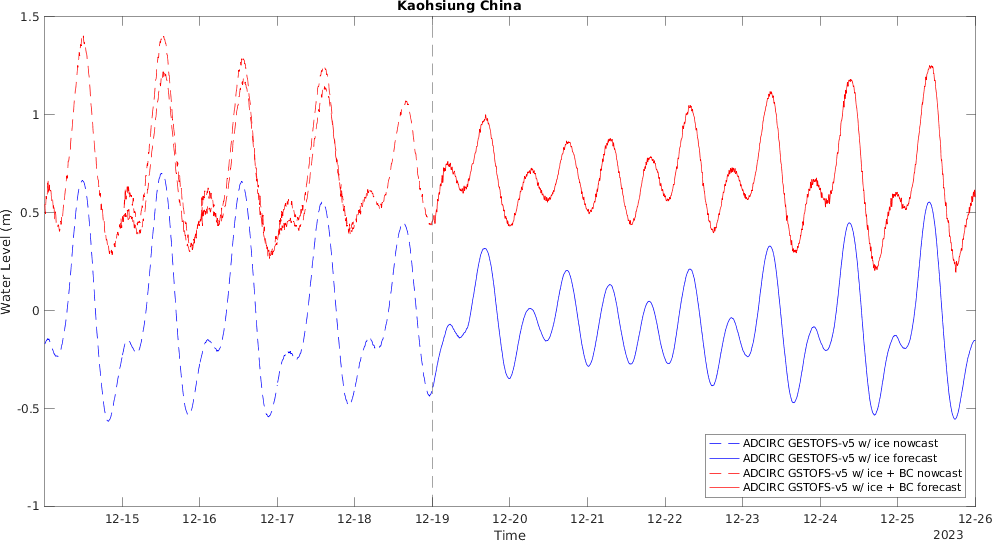 Kaohsiung China
1.5
1
0.5
0
-0.5
-1
Water Level (m)
ADCIRC GESTOFS-v5 w/ ice nowcast
ADCIRC GESTOFS-v5 w/ ice forecast
ADCIRC GSTOFS-v5 w/ ice + BC nowcast
ADCIRC GSTOFS-v5 w/ ice + BC forecast
12-15 12-16 12-17 12-18 12-19 12-20 12-21 12-22 12-23 12-24 12-25 12-26
Time
2023